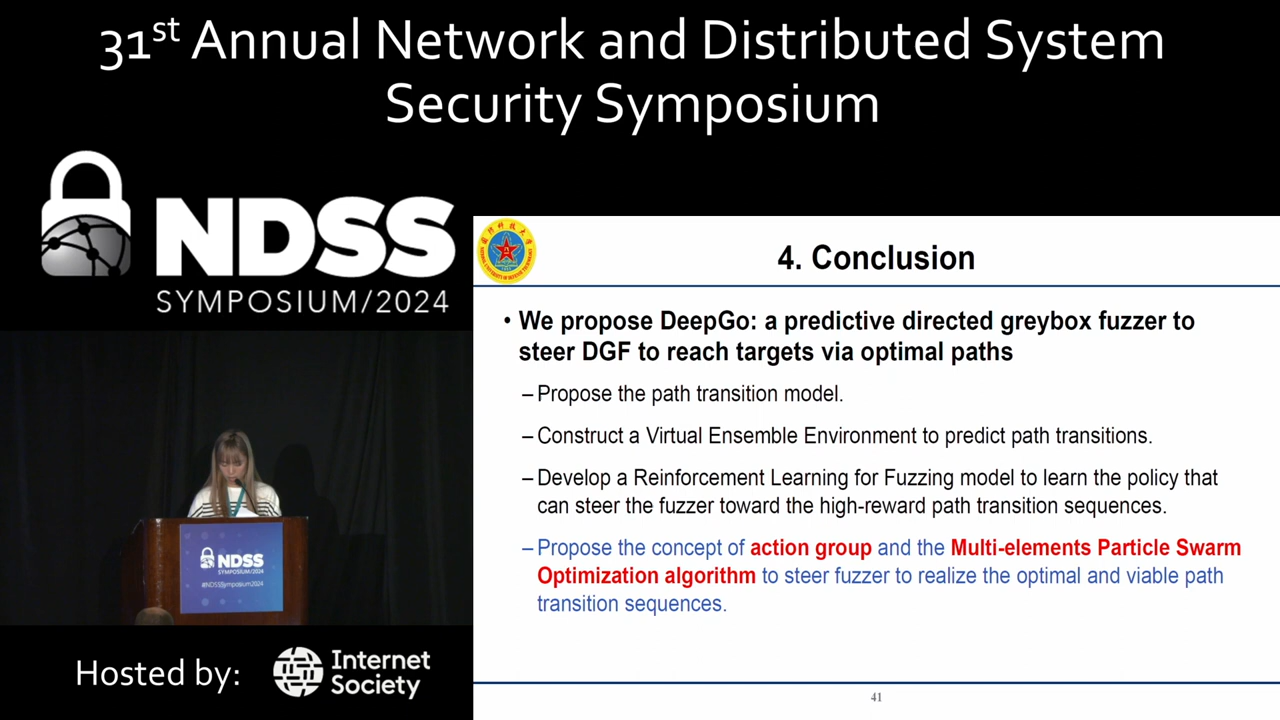 31st Annual Network and Distributed System
Security Symposium
NDSS
SYMPOSIUM/2024
4. Conclusion
• We propose DeepGo: a predictive directed greybox fuzzer to
steer DGF to reach targets via optimal paths
– Propose the path transition model.
– Construct a Virtual Ensemble Environment to predict path transitions.
– Develop a Reinforcement Learning for Fuzzing model to learn the policy that
can steer the fuzzer toward the high-reward path transition sequences.
– Propose the concept of action group and the Multi-elements Particle Swarm
Optimization algorithm to steer fuzzer to realize the optimal and viable path
transition sequences.
41
NDSS
SYMPOSIUM/2024
#NDSSSymposium2024
Hosted by:
Internet
Society